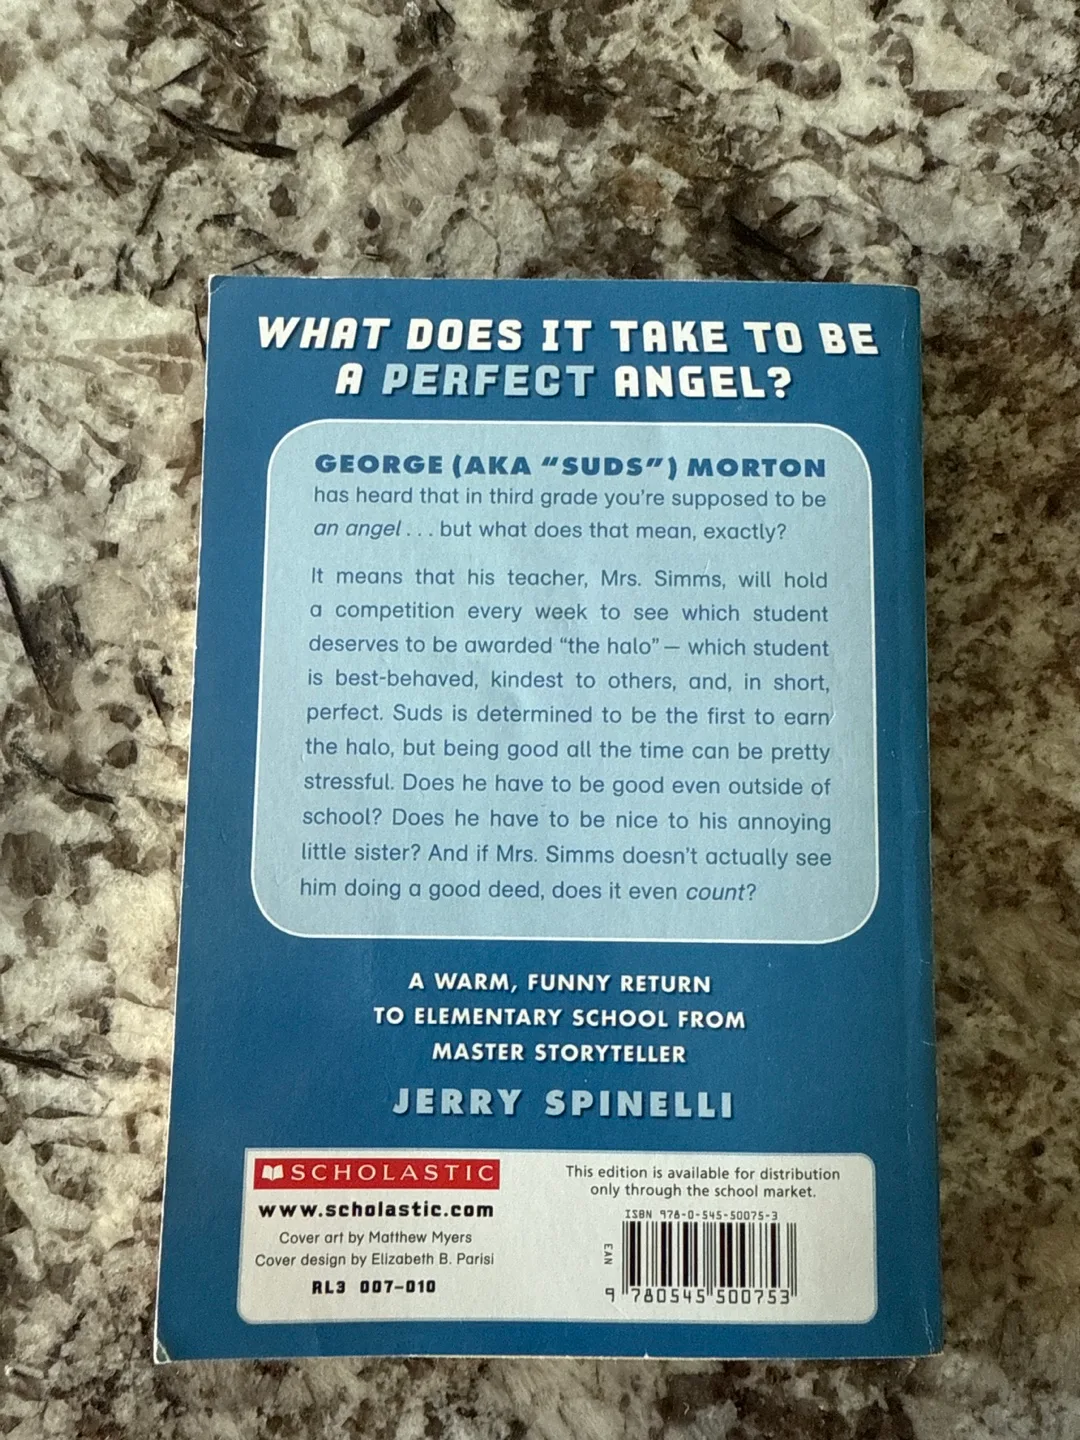 WHAT DOES IT TAKE TO BE
A PERFECT ANGEL?
GEORGE (AKA "SUDS") MORTON
has heard that in third grade you're supposed to be
an angel . . . but what does that mean, exactly?
It means that his teacher, Mrs. Simms, will hold
a competition every week to see which student
deserves to be awarded "the halo" — which student
is best-behaved, kindest to others, and, in short,
perfect. Suds is determined to be the first to earn
the halo, but being good all the time can be pretty
stressful. Does he have to be good even outside of
school? Does he have to be nice to his annoying
little sister? And if Mrs. Simms doesn't actually see
him doing a good deed, does it even count?
A WARM, FUNNY RETURN
TO ELEMENTARY SCHOOL FROM
MASTER STORYTELLER
JERRY SPINELLI
SCHOLASTIC
www.scholastic.com
Cover art by Matthew Myers
Cover design by Elizabeth B. Parisi
RL3 007-010
This edition is available for distribution
only through the school market.
ISBN 978-0-545-50075-3
EAN
9 780545 500753